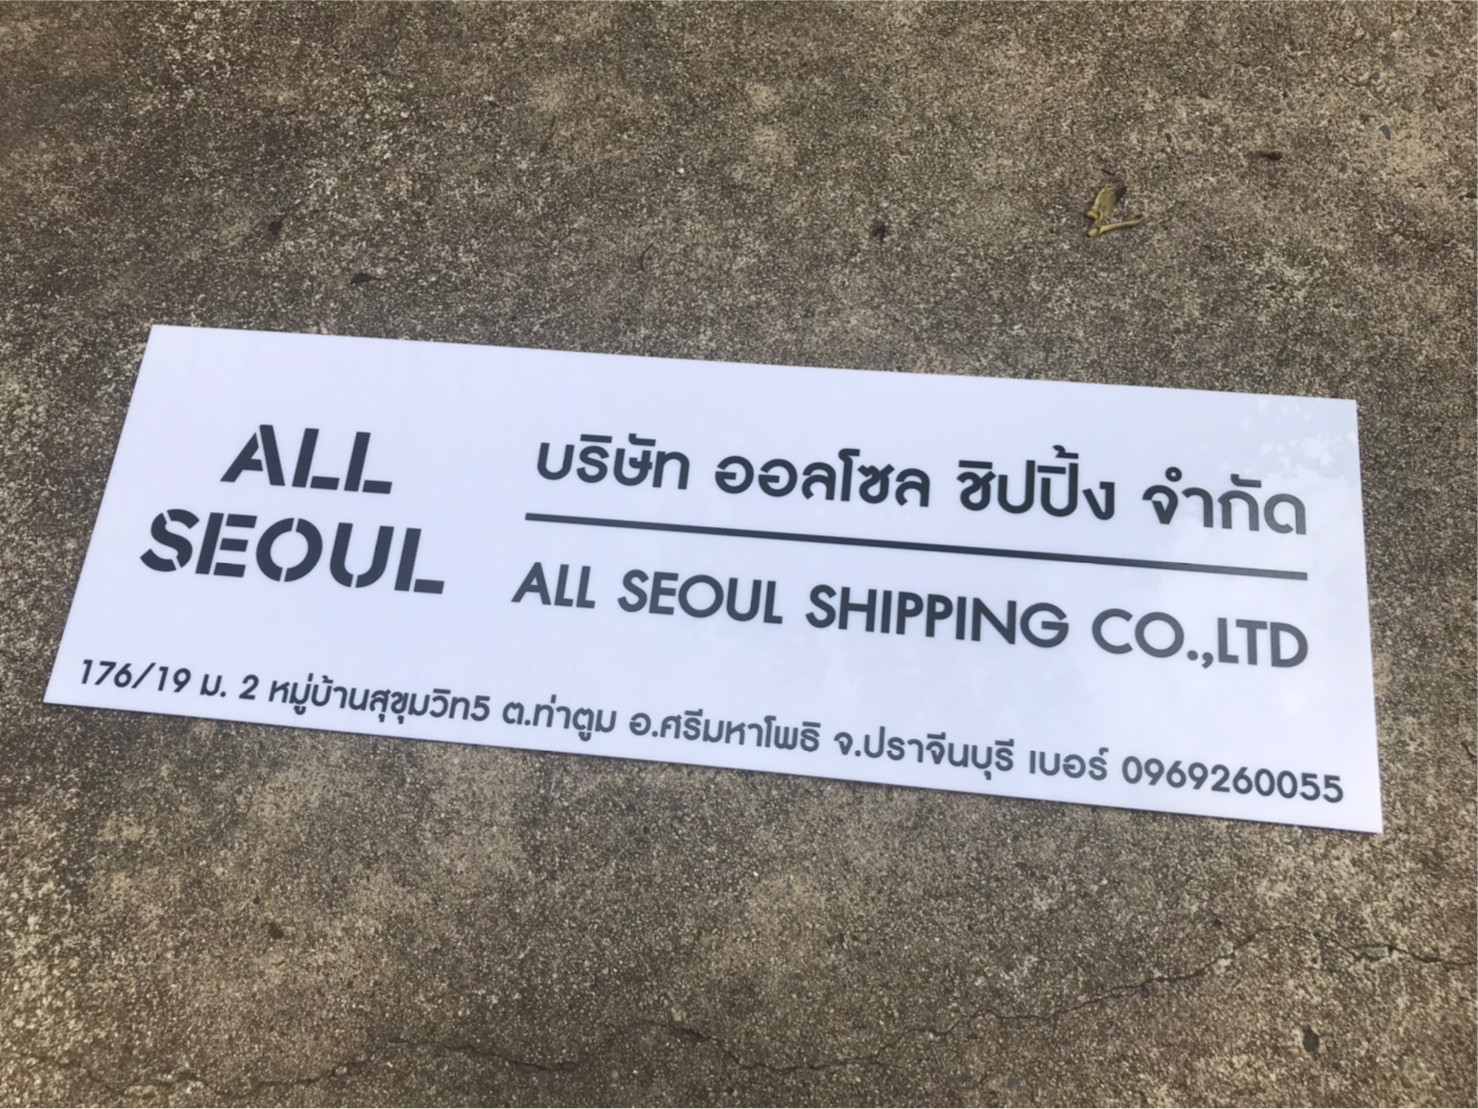 ALL
SEOUL
บริษัท ออลโซล ชิปปิ้ง จำกัด
ALL SEOUL SHIPPING CO.,LTD
176/19 ม. 2 หมู่บ้านสุขุมวิท5 ต.ท่าตูม อ.ศรีมหาโพธิ จ.ปราจีนบุรี เบอร์ 0969260055